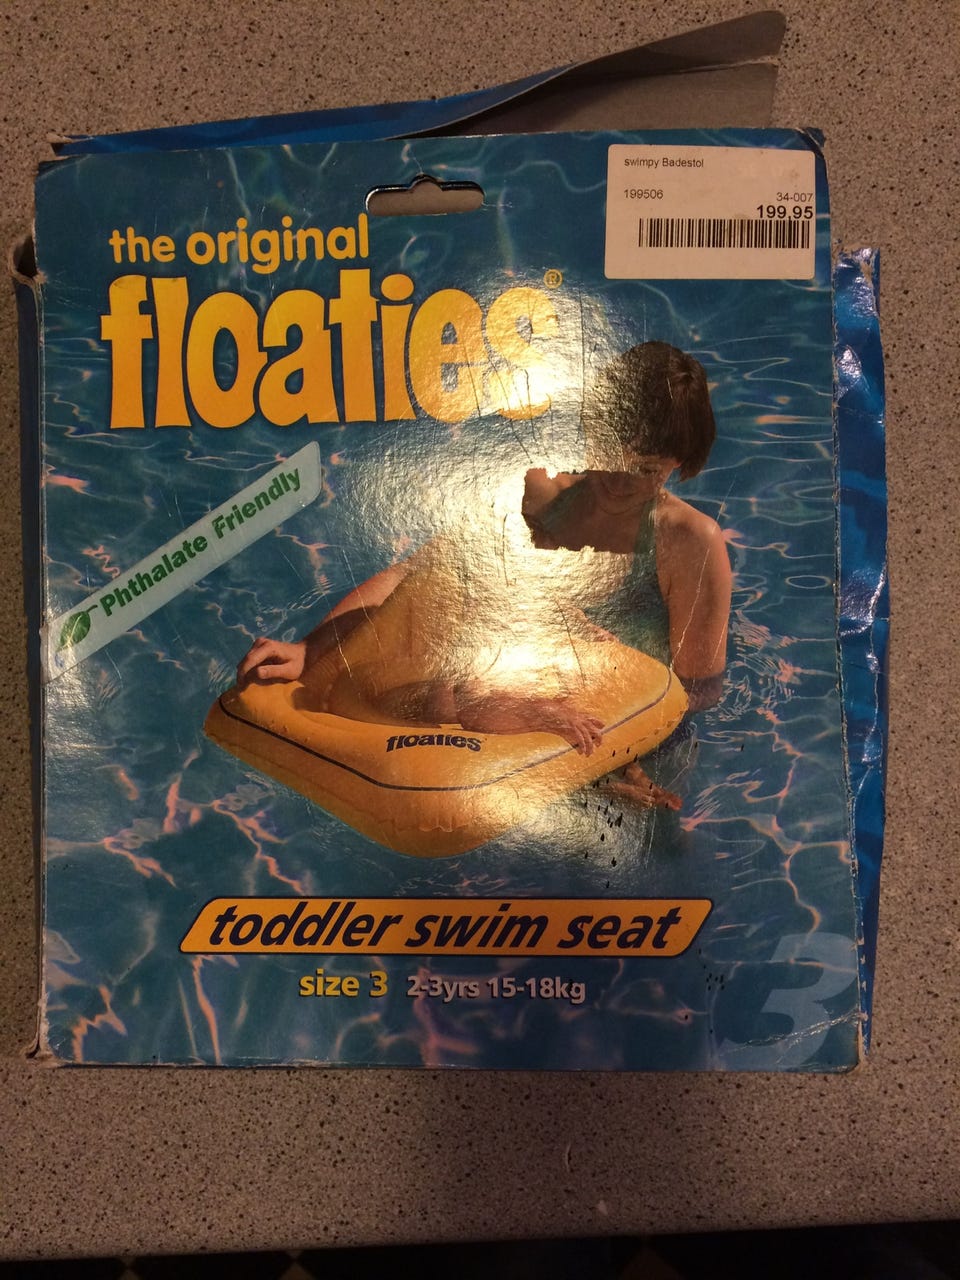 swimpy Badestol
199506 34-007
199,95
the original
floaties®
Phthalate Friendly
floaties
toddler swim seat
size 3 2-3yrs 15-18kg
3